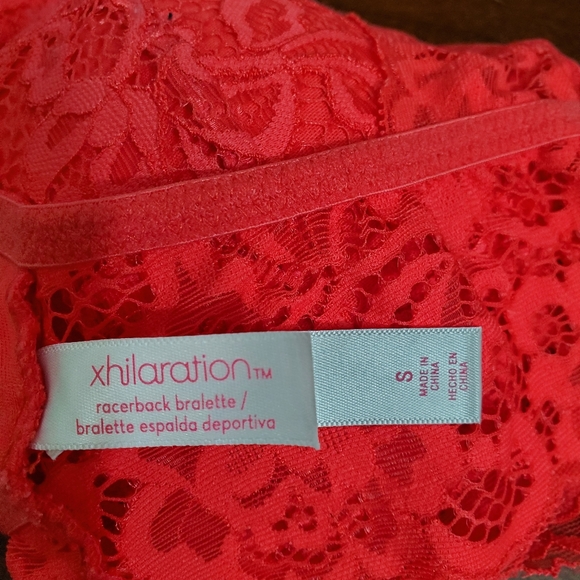 xhilaration™
racerback bralette /
bralette espalda deportiva
S
MADE IN
CHINA
HECHO EN
CHINA